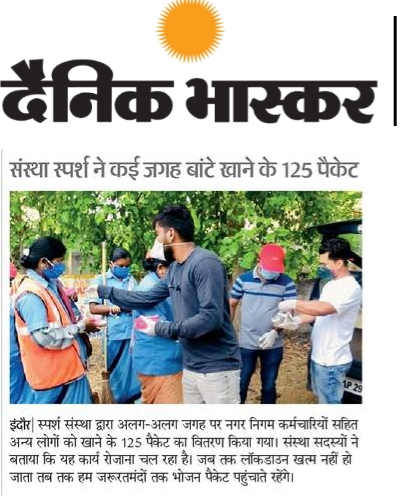 दैनिक भास्कर
संस्था स्पर्श ने कई जगह बांटे खाने के 125 पैकेट
1P 29
इंदौर| स्पर्श संस्था द्वारा अलग-अलग जगह पर नगर निगम कर्मचारियों सहित
अन्य लोगों को खाने के 125 पैकेट का वितरण किया गया। संस्था सदस्यों ने
बताया कि यह कार्य रोजाना चल रहा है। जब तक लॉकडाउन खत्म नहीं हो
जाता तब तक हम जरूरतमंदों तक भोजन पैकेट पहुंचाते रहेंगे।